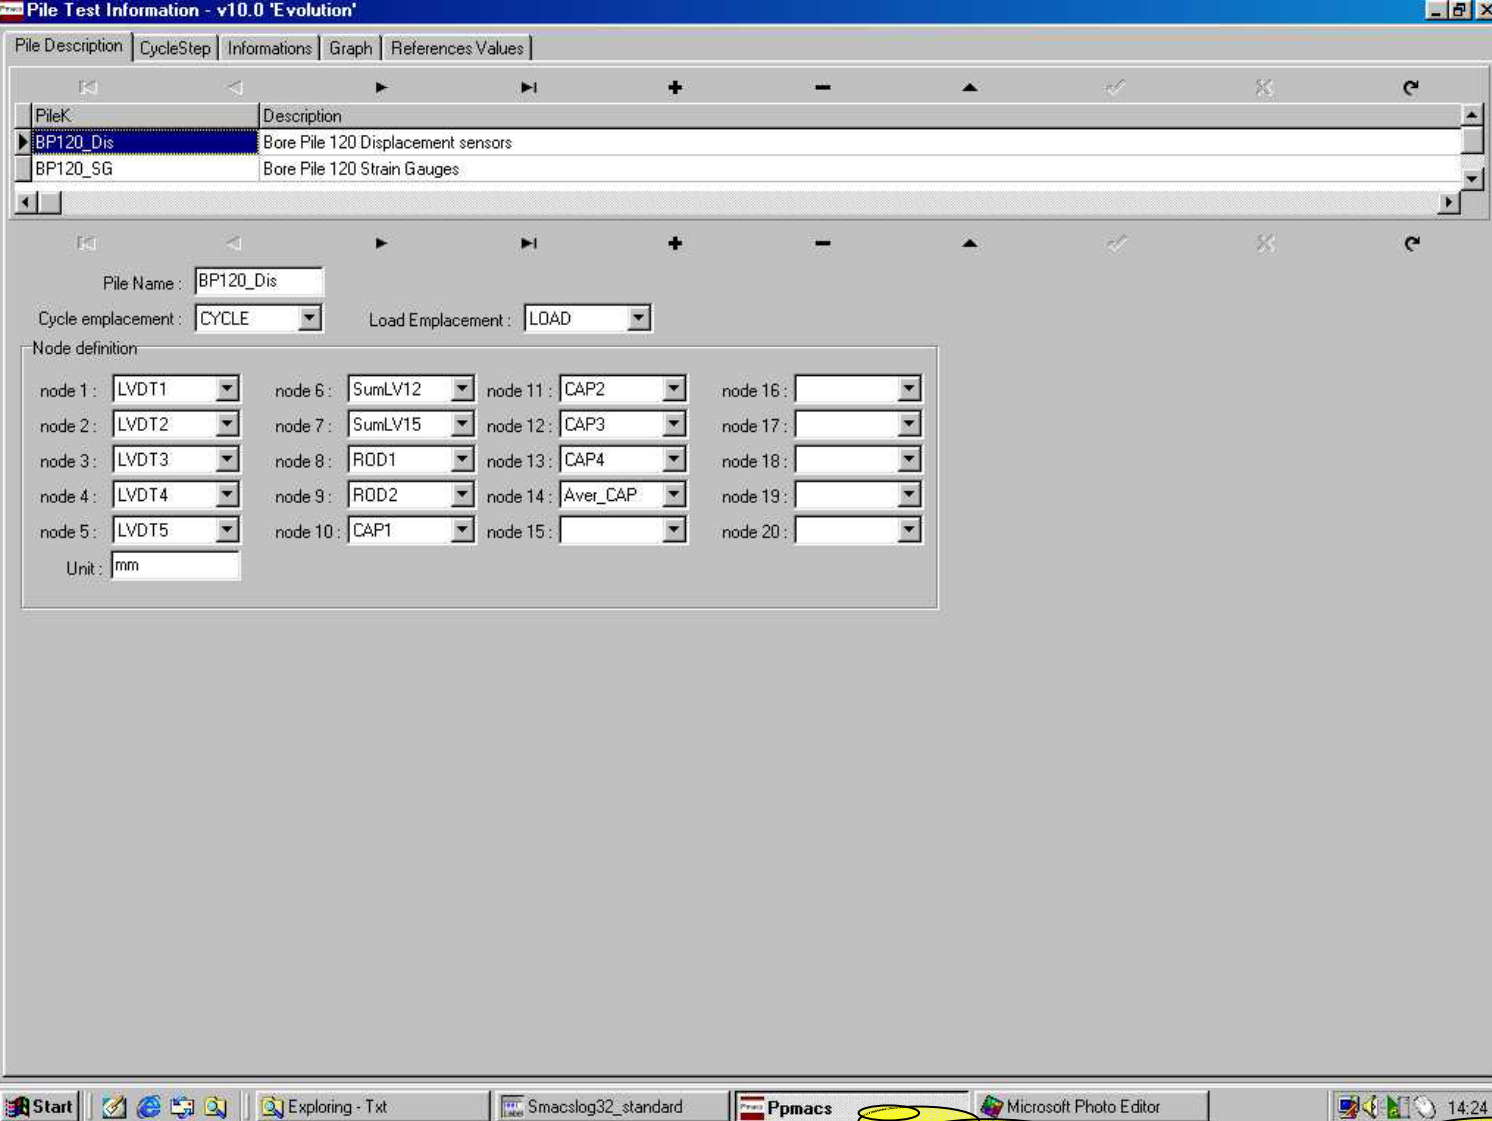 Pile Test Information - v10.0 'Evolution'
Pile Description CycleStep Informations Graph References Values
PileK Description
BP120_Dis Bore Pile 120 Displacement sensors
BP120_SG Bore Pile 120 Strain Gauges
Pile Name : BP120_Dis
Cycle emplacement : CYCLE Load Emplacement : LOAD
Node definition
node 1 : LVDT1 node 6 : SumLV12 node 11 : CAP2 node 16 :
node 2 : LVDT2 node 7 : SumLV15 node 12 : CAP3 node 17 :
node 3 : LVDT3 node 8 : ROD1 node 13 : CAP4 node 18 :
node 4 : LVDT4 node 9 : ROD2 node 14 : Aver_CAP node 19 :
node 5 : LVDT5 node 10 : CAP1 node 15 : node 20 :
Unit : mm
Start Exploring - Txt Smacslog32_standard Ppmacs Microsoft Photo Editor 14:24